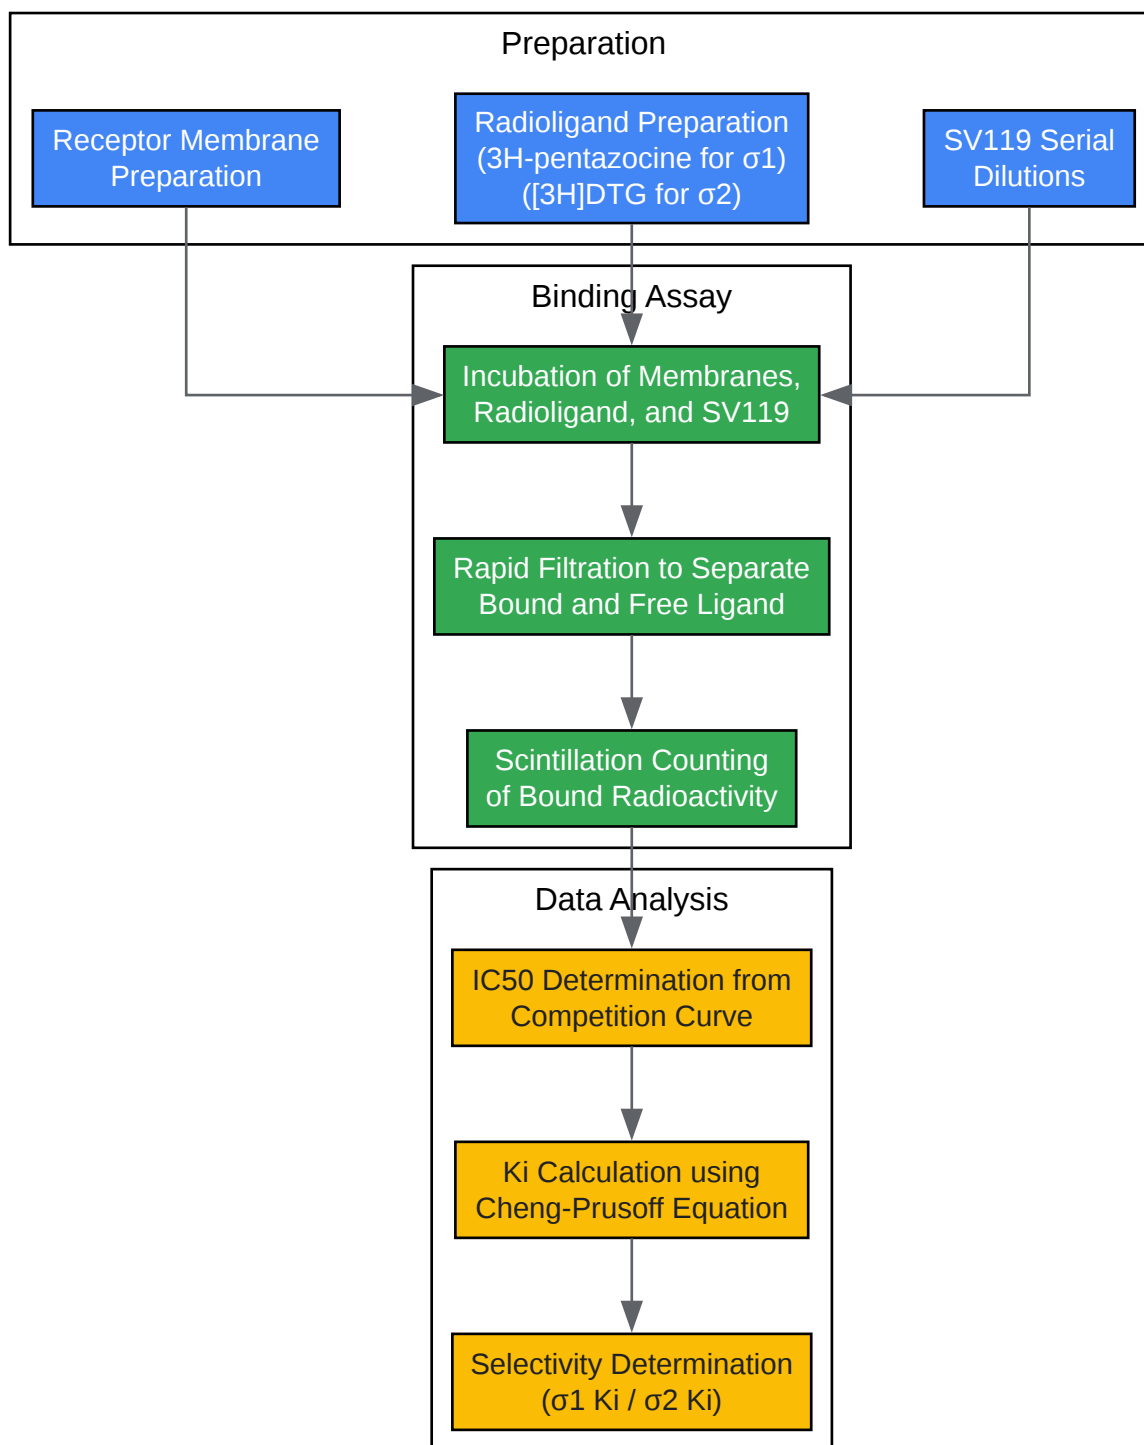 Preparation
Receptor Membrane
Preparation
Radioligand Preparation
(3H-pentazocine for σ1)
([3H]DTG for σ2)
SV119 Serial
Dilutions
Binding Assay
Incubation of Membranes,
Radioligand, and SV119
Rapid Filtration to Separate
Bound and Free Ligand
Scintillation Counting
of Bound Radioactivity
Data Analysis
IC50 Determination from
Competition Curve
Ki Calculation using
Cheng-Prusoff Equation
Selectivity Determination
(σ1 Ki / σ2 Ki)